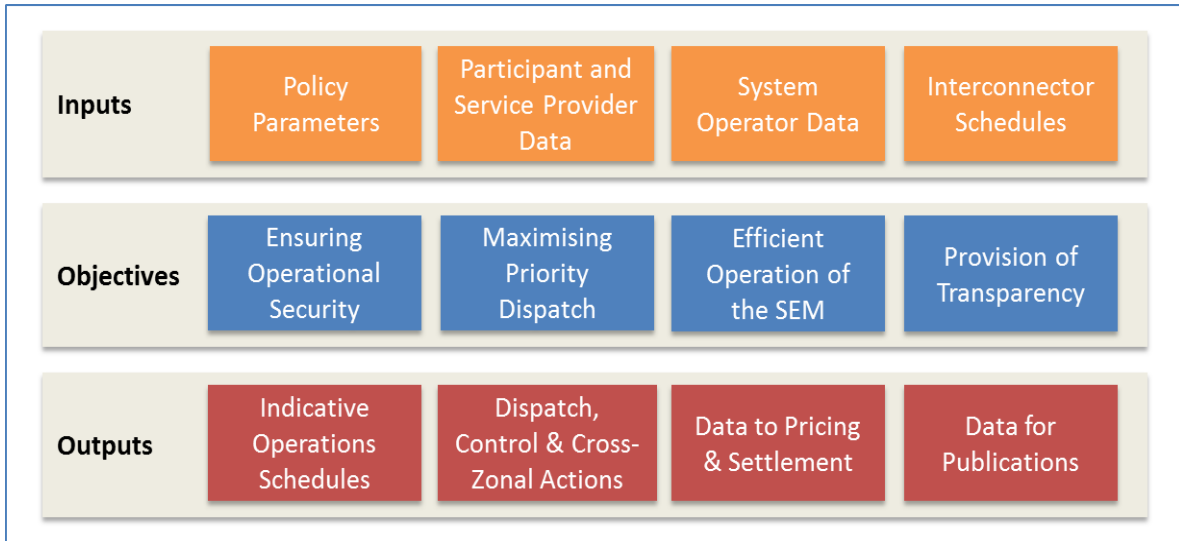 Inputs
Policy
Parameters
Participant and
Service Provider
Data
System
Operator Data
Interconnector
Schedules
Objectives
Ensuring
Operational
Security
Maximising
Priority
Dispatch
Efficient
Operation of
the SEM
Provision of
Transparency
Outputs
Indicative
Operations
Schedules
Dispatch,
Control & Cross-
Zonal Actions
Data to Pricing
& Settlement
Data for
Publications